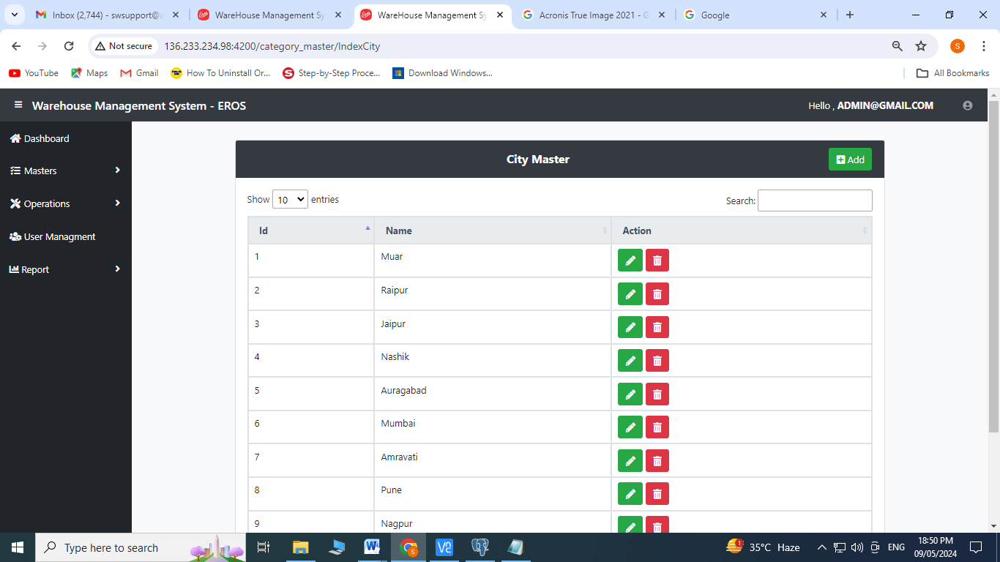 Inbox (2,744) - swsupport@a
WareHouse Management Sy
WareHouse Management Sy
Acronis True Image 2021 - G
Google
Not secure
136.233.234.98:4200/category_master/IndexCity
S
YouTube
Maps
Gmail
How To Uninstall Or...
Step-by-Step Proce...
Download Windows...
All Bookmarks
Warehouse Management System - EROS
Hello , ADMIN@GMAIL.COM
Dashboard
Masters
Operations
User Managment
Report
City Master
Add
Show 10 entries
Search:
Id Name Action
1 Muar
2 Raipur
3 Jaipur
4 Nashik
5 Auragabad
6 Mumbai
7 Amravati
8 Pune
9 Nagpur
Type here to search
1
35°C Haze
ENG
18:50 PM
09/05/2024